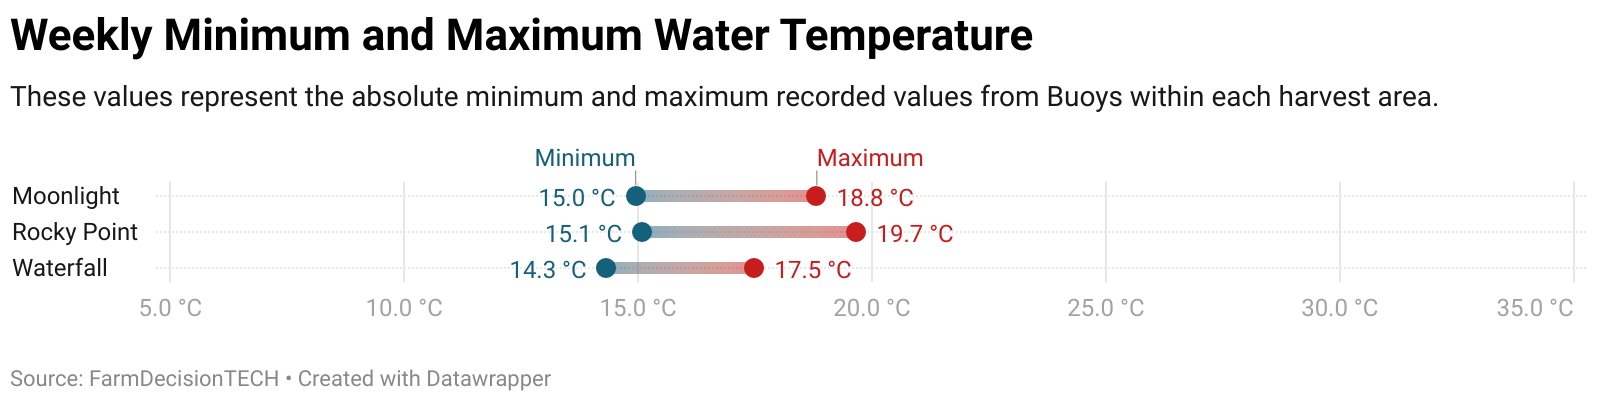 Weekly Minimum and Maximum Water Temperature
These values represent the absolute minimum and maximum recorded values from Buoys within each harvest area.
Minimum Maximum
Moonlight 15.0 °C 18.8 °C
Rocky Point 15.1 °C 19.7 °C
Waterfall 14.3 °C 17.5 °C
5.0 °C 10.0 °C 15.0 °C 20.0 °C 25.0 °C 30.0 °C 35.0 °C
Source: FarmDecisionTECH • Created with Datawrapper